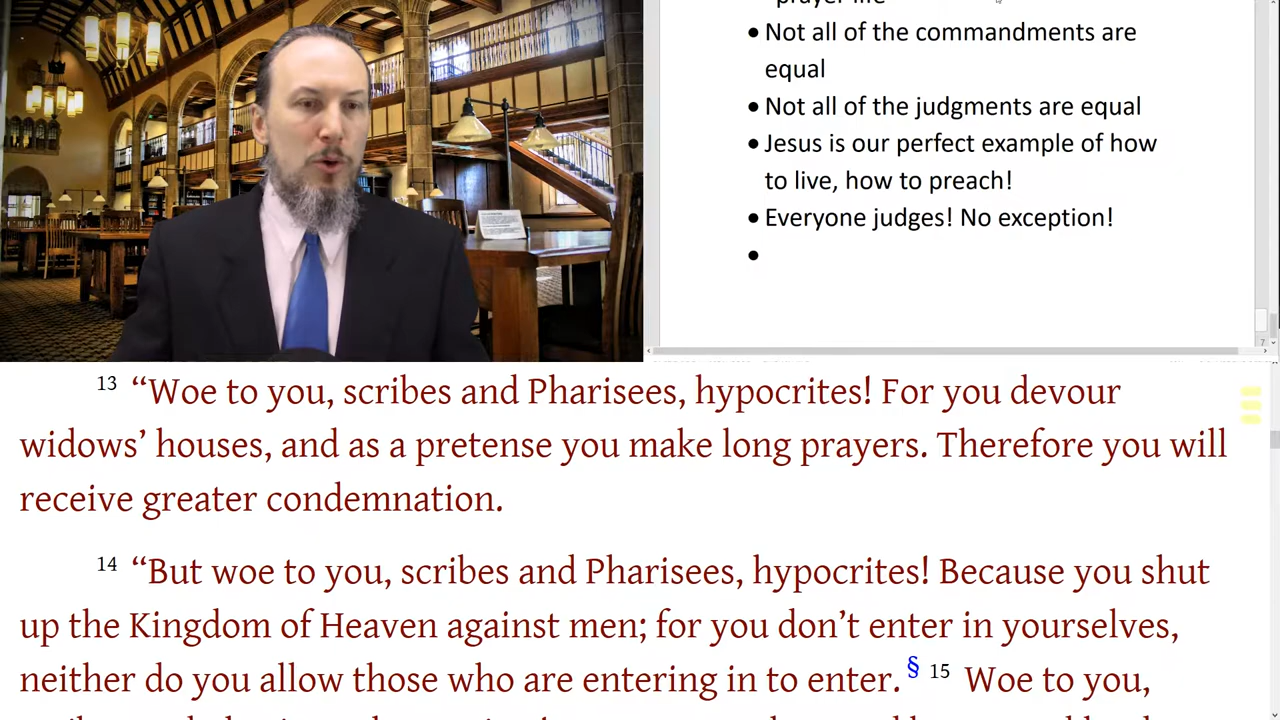 prayer life
• Not all of the commandments are
equal
• Not all of the judgments are equal
• Jesus is our perfect example of how
to live, how to preach!
• Everyone judges! No exception!
•
13 “Woe to you, scribes and Pharisees, hypocrites! For you devour
widows’ houses, and as a pretense you make long prayers. Therefore you will
receive greater condemnation.
14 “But woe to you, scribes and Pharisees, hypocrites! Because you shut
up the Kingdom of Heaven against men; for you don’t enter in yourselves,
neither do you allow those who are entering in to enter. § 15 Woe to you,